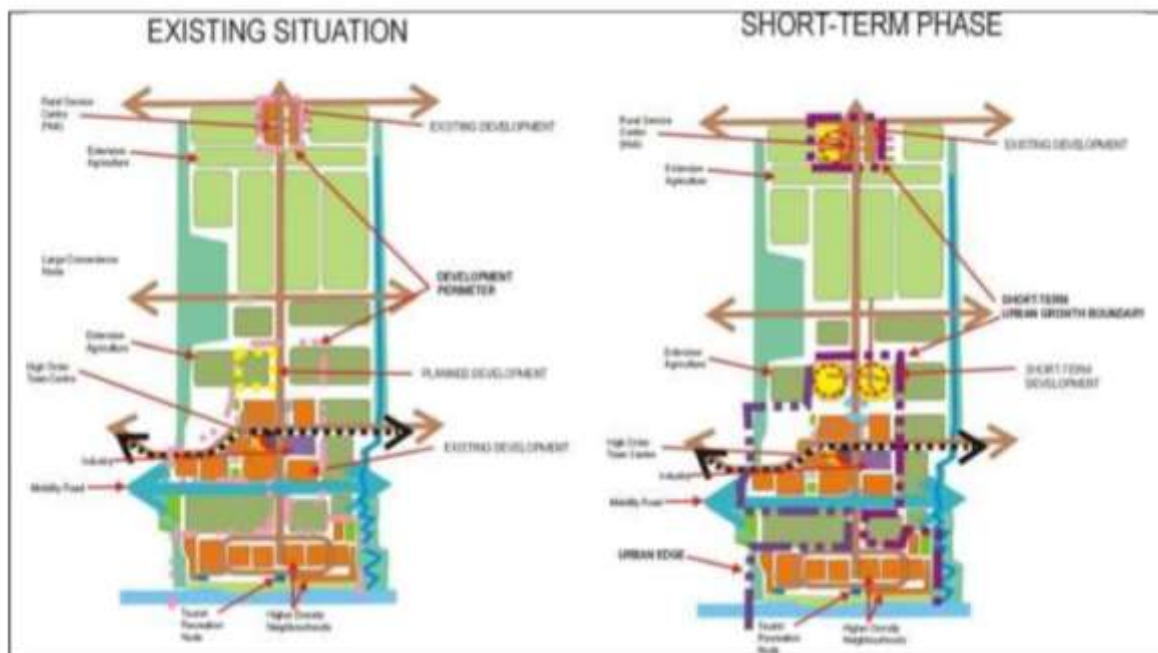 EXISTING SITUATION
Rural Service
Centre
EXISTING DEVELOPMENT
Extensive
Agriculture
Large Convenience
Node
DEVELOPMENT
PERIMETER
Extensive
Agriculture
High Order
Town Centre
PLANNED DEVELOPMENT
EXISTING DEVELOPMENT
Industry
Mobility Road
Tourist
Recreation
Node
Higher Density
Neighbourhoods
SHORT-TERM PHASE
Rural Service
Centre
EXISTING DEVELOPMENT
Extensive
Agriculture
SHORT-TERM
URBAN GROWTH BOUNDARY
Extensive
Agriculture
SHORT-TERM
DEVELOPMENT
High Order
Town Centre
Industry
Mobility Road
URBAN EDGE
Tourist
Recreation
Node
Higher Density
Neighbourhoods